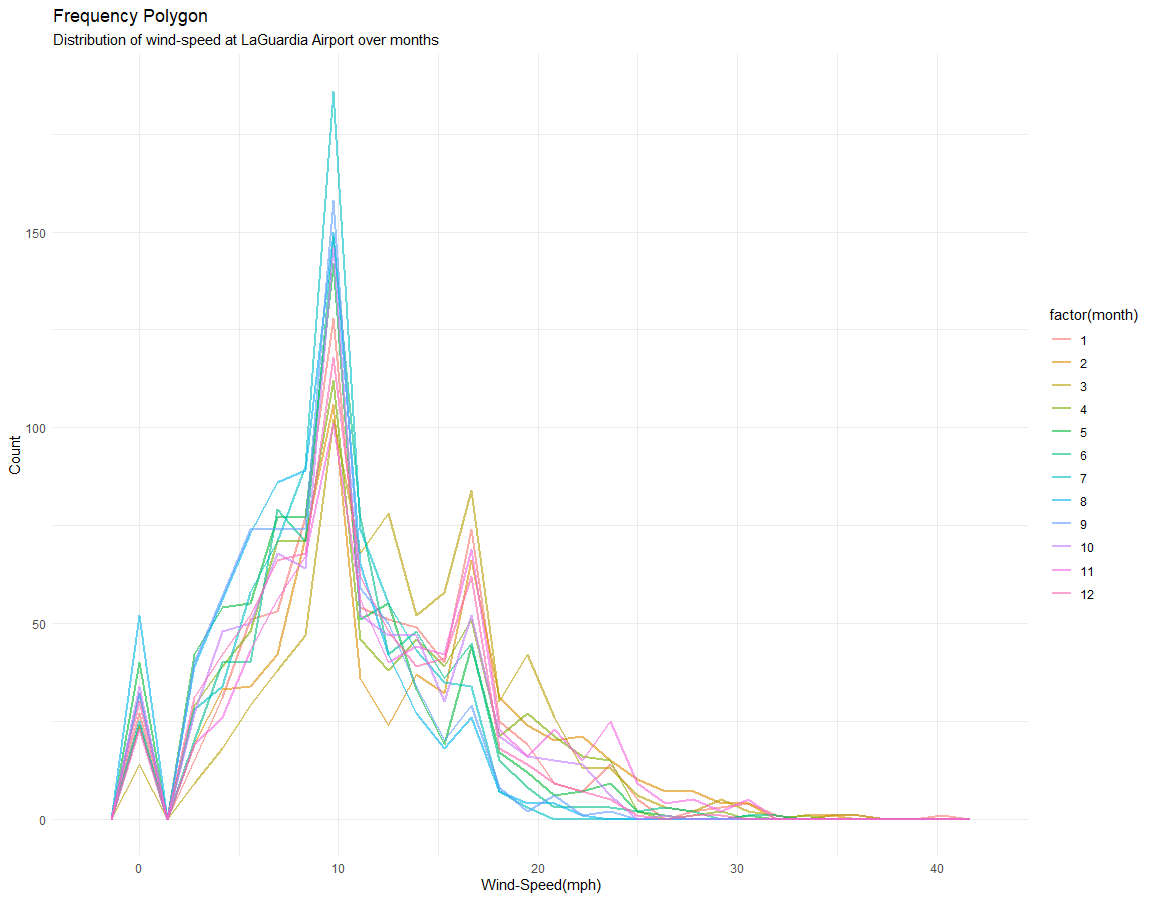 Frequency Polygon
Distribution of wind-speed at LaGuardia Airport over months
150
100
50
0
Count
0 10 20 30 40
Wind-Speed(mph)
factor(month)
1
2
3
4
5
6
7
8
9
10
11
12